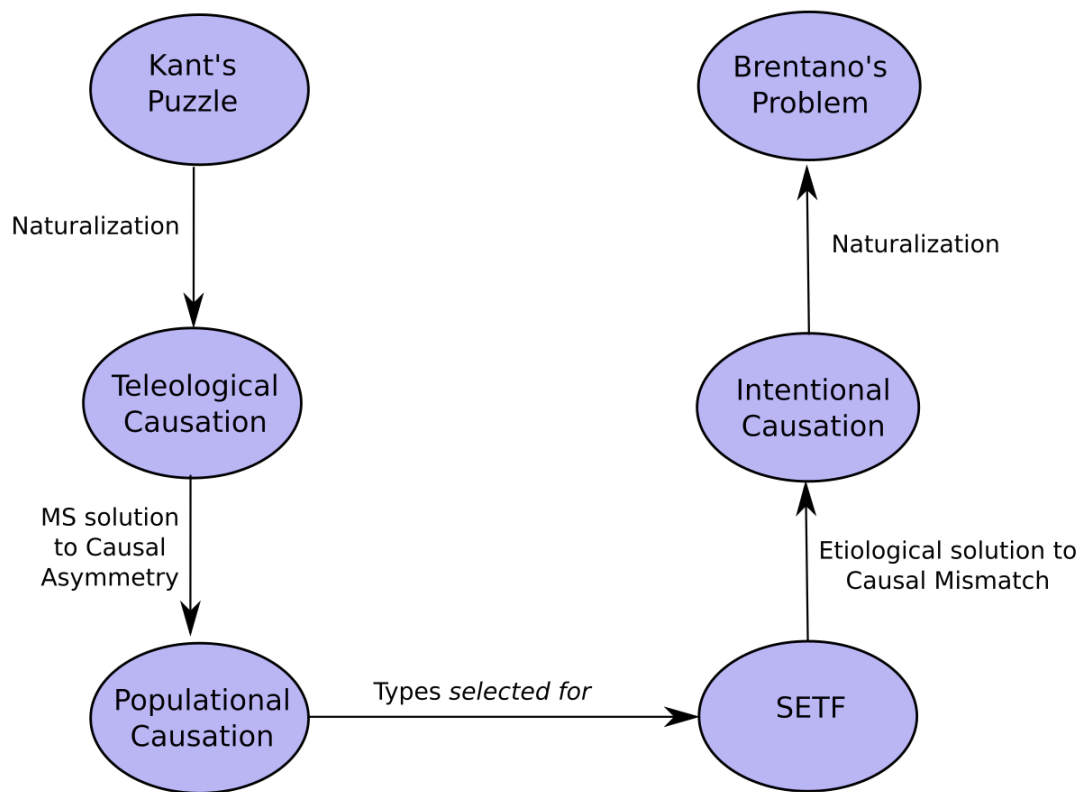 Kant's
Puzzle
Brentano's
Problem
Naturalization
Naturalization
Teleological
Causation
Intentional
Causation
MS solution
to Causal
Asymmetry
Etiological solution to
Causal Mismatch
Populational
Causation
Types selected for
SETF